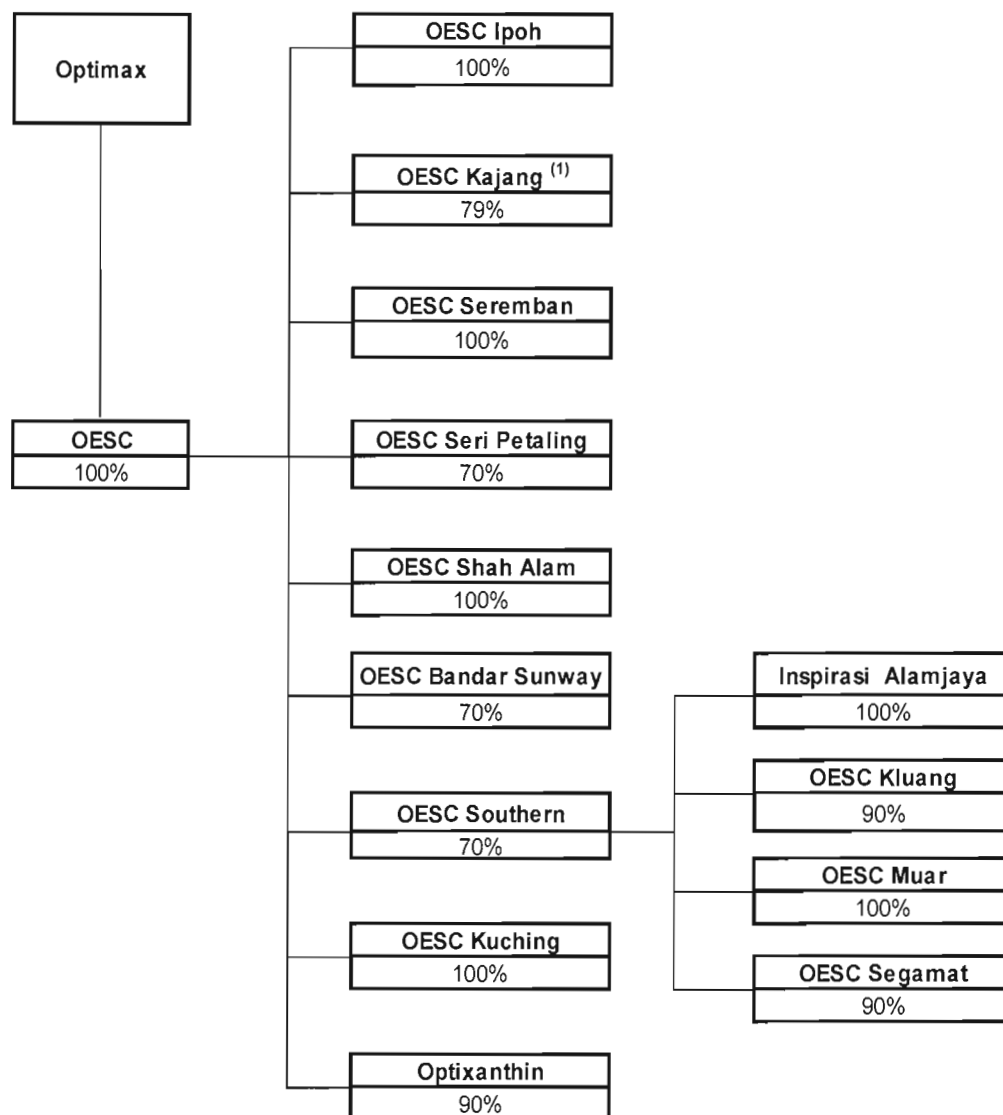 Optimax
OESC
100%
OESC Ipoh
100%
OESC Kajang (1)
79%
OESC Seremban
100%
OESC Seri Petaling
70%
OESC Shah Alam
100%
OESC Bandar Sunway
70%
OESC Southern
70%
OESC Kuching
100%
Optixanthin
90%
Inspirasi Alamjaya
100%
OESC Kluang
90%
OESC Muar
100%
OESC Segamat
90%